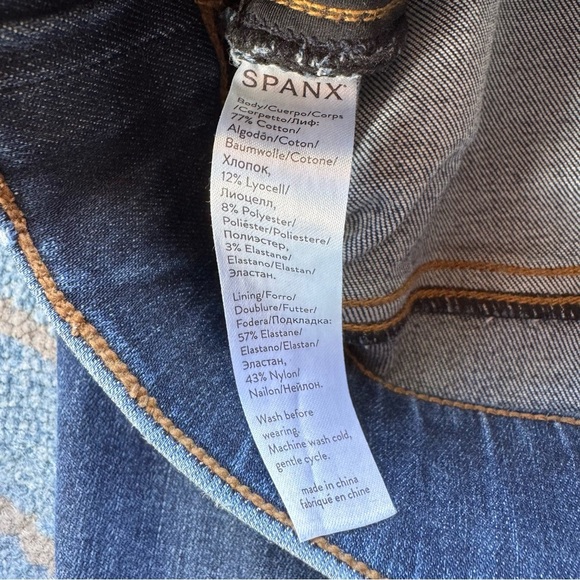 SPANX®
Body/Cuerpo/Corps
/Corpetto/Лиф:
77% Cotton/
Algodón/Coton/
Baumwolle/Cotone/
Хлопок,
12% Lyocell/
Лиоцелл,
8% Polyester/
Poliéster/Poliestere/
Полиэстер,
3% Elastane/
Elastano/Elastan/
Эластан.
Lining/Forro/
Doublure/Futter/
Fodera/Подкладка:
57% Elastane/
Elastano/Elastan/
Эластан,
43% Nylon/
Nailon/Нейлон.
Wash before
wearing.
Machine wash cold,
gentle cycle.
made in china
fabriqué en chine